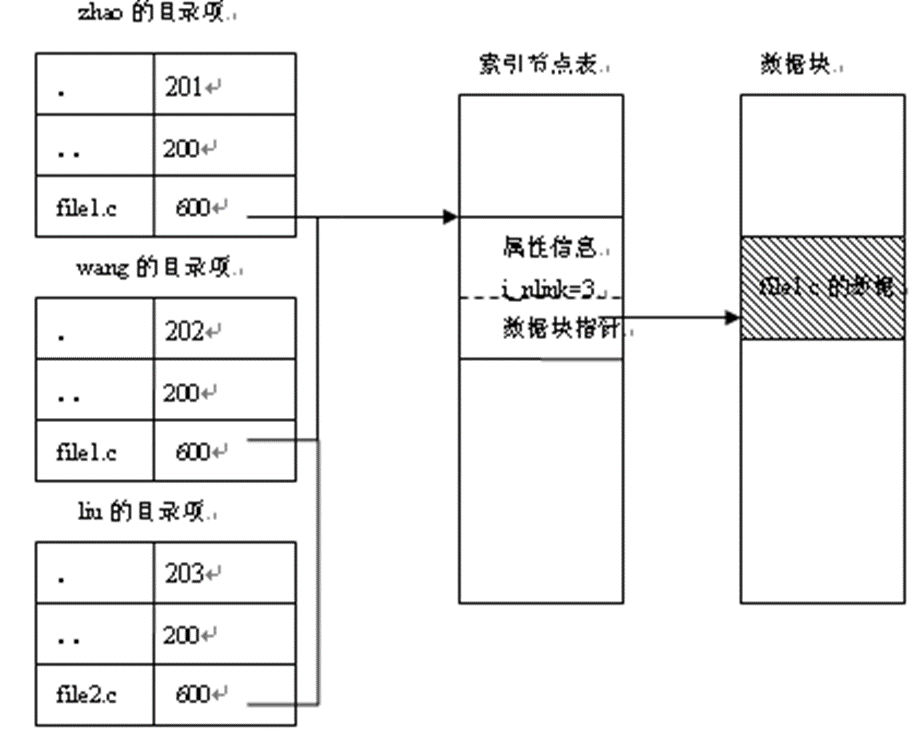 zhao 的目录项
. 201
.. 200
file1.c 600
wang 的目录项
. 202
.. 200
file1.c 600
liu 的目录项
. 203
.. 200
file2.c 600
索引节点表
属性信息
i_nlink=3
数据块指针
数据块
file1.c 的数据